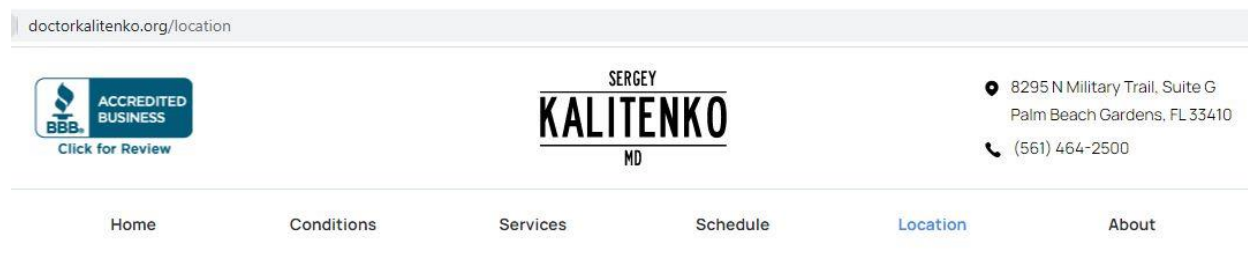 doctorkalitenko.org/location
BBB.
ACCREDITED
BUSINESS
Click for Review
SERGEY
KALITENKO
MD
8295 N Military Trail, Suite G
Palm Beach Gardens, FL 33410
(561) 464-2500
Home Conditions Services Schedule Location About